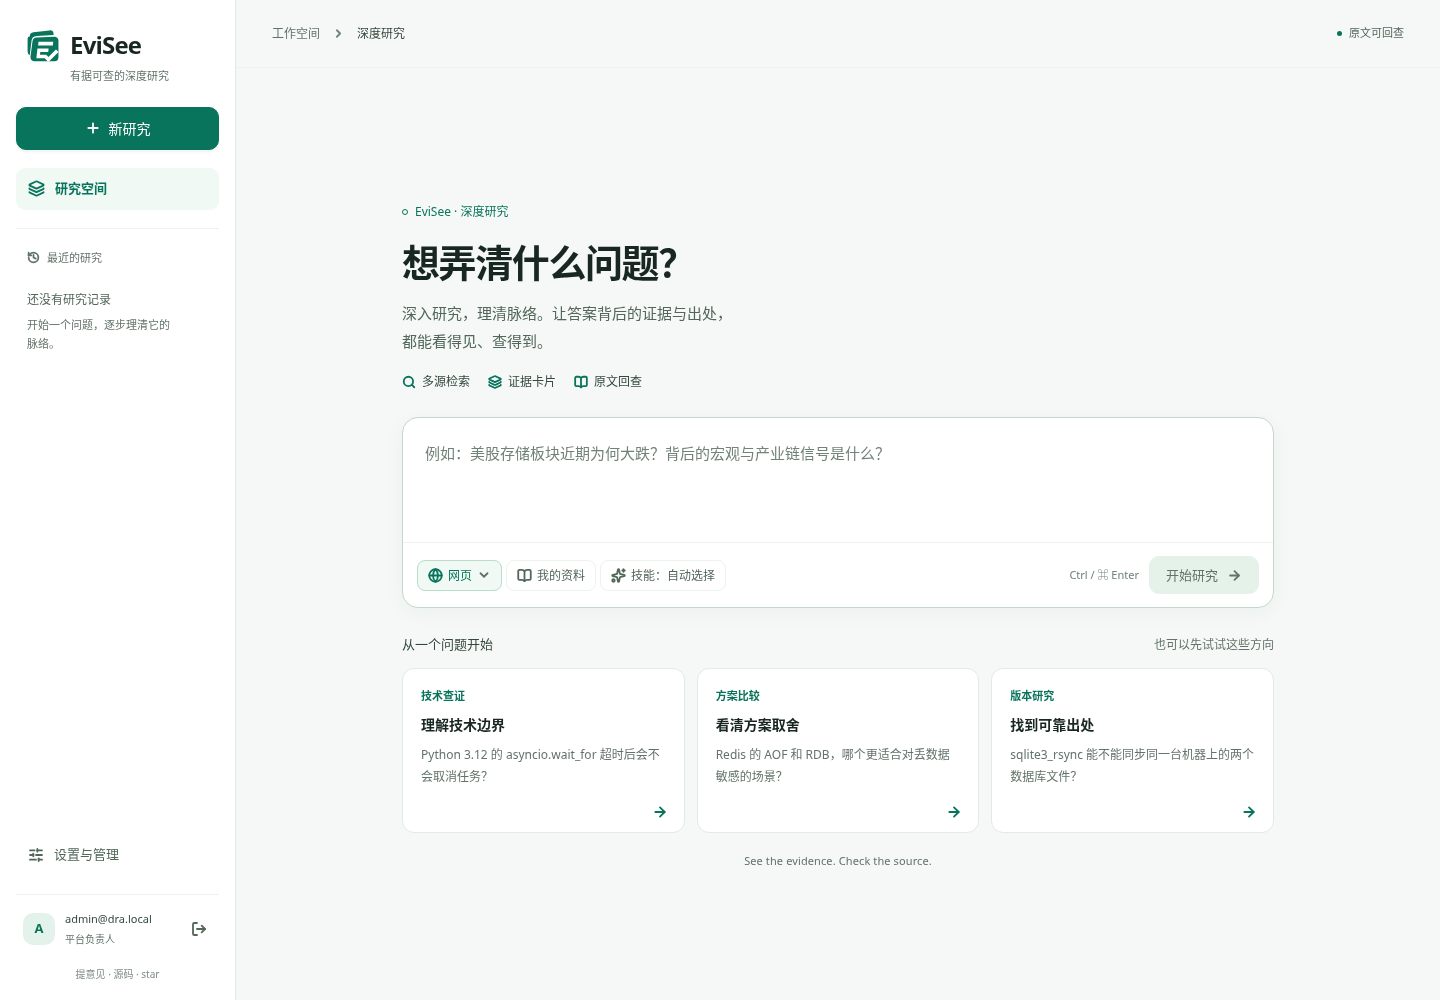 EviSee
有据可查的深度研究
新研究
研究空间
最近的研究
还没有研究记录
开始一个问题，逐步理清它的
脉络。
设置与管理
A
admin@dra.local
平台负责人
提意见 · 源码 · star
工作空间
深度研究
原文可回查
EviSee · 深度研究
想弄清什么问题？
深入研究，理清脉络。让答案背后的证据与出处，
都能看得见、查得到。
多源检索
证据卡片
原文回查
例如：美股存储板块近期为何大跌？背后的宏观与产业链信号是什么？
网页
我的资料
技能：自动选择
Ctrl / ⌘ Enter
开始研究
从一个问题开始
也可以先试试这些方向
技术查证
理解技术边界
Python 3.12 的 asyncio.wait_for 超时后会不
会取消任务？
方案比较
看清方案取舍
Redis 的 AOF 和 RDB，哪个更适合对丢数据
敏感的场景？
版本研究
找到可靠出处
sqlite3_rsync 能不能同步同一台机器上的两个
数据库文件？
See the evidence. Check the source.